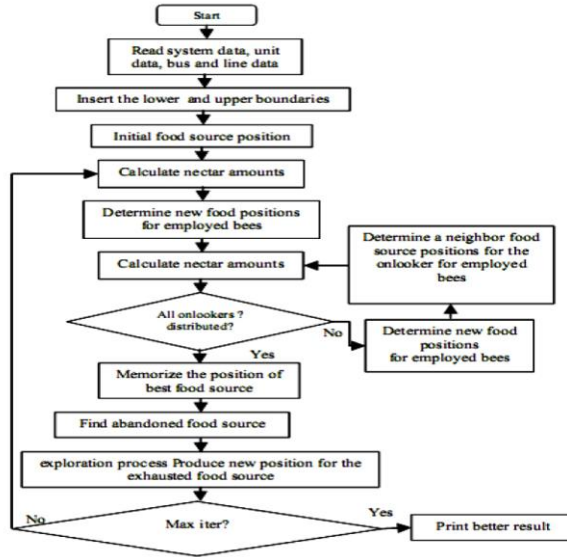 Start
Read system data, unit
data, bus and line data
Insert the lower and upper boundaries
Initial food source position
Calculate nectar amounts
Determine new food positions
for employed bees
Calculate nectar amounts
Determine a neighbor food
source positions for the
onlooker for employed
bees
All onlookers ?
distributed?
No
Determine new food
positions
for employed bees
Yes
Memorize the position of
best food source
Find abandoned food source
exploration process Produce new position for the
exhausted food source
No
Max iter?
Yes
Print better result